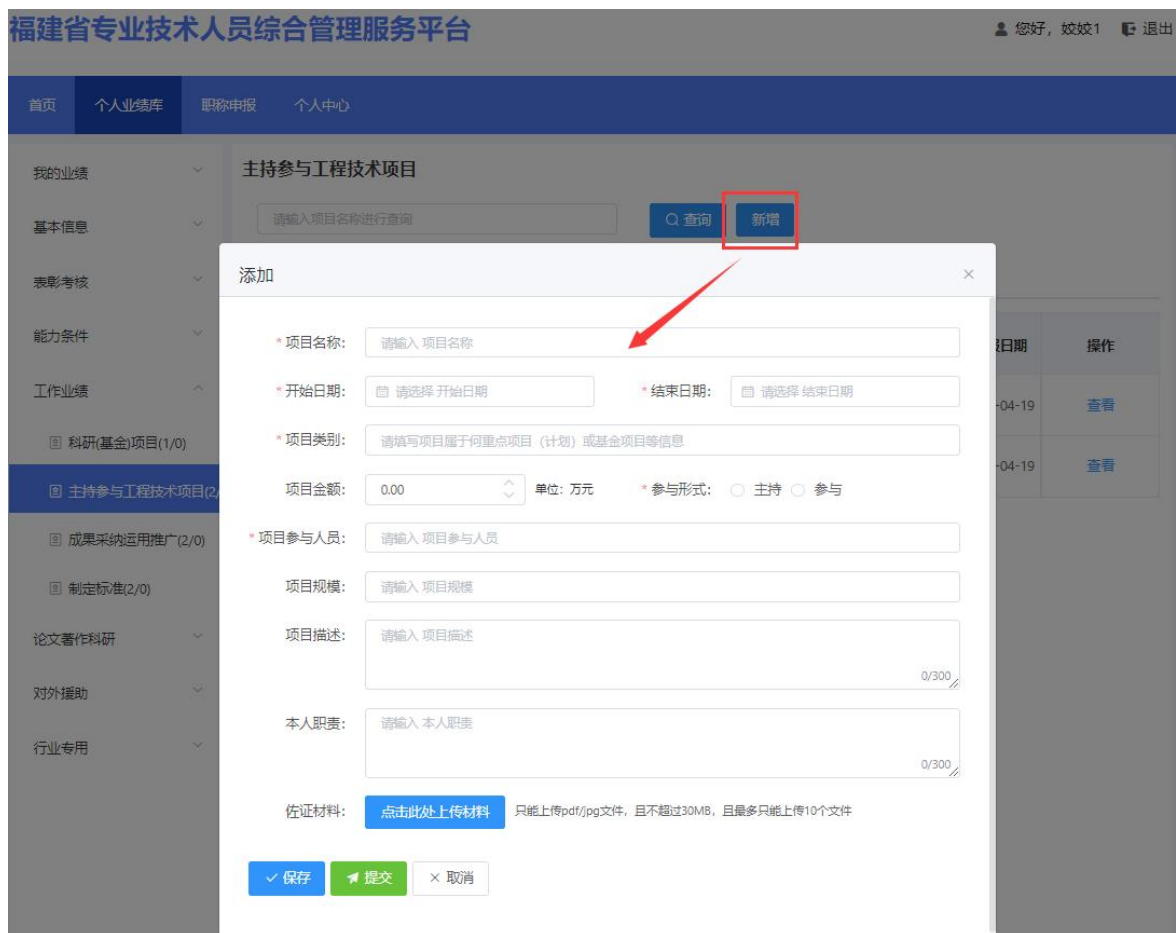 福建省专业技术人员综合管理服务平台
您好，姣姣1 退出
首页 个人业绩库 职称申报 个人中心
我的业绩
基本信息
表彰考核
能力条件
工作业绩
科研(基金)项目(1/0)
主持参与工程技术项目(2/
成果采纳运用推广(2/0)
制定标准(2/0)
论文著作科研
对外援助
行业专用
主持参与工程技术项目
请输入项目名称进行查询 查询 新增
日期 操作
-04-19 查看
-04-19 查看
添加
* 项目名称: 请输入 项目名称
* 开始日期: 请选择 开始日期 * 结束日期: 请选择 结束日期
* 项目类别: 请填写项目属于何重点项目（计划）或基金项目等信息
项目金额: 0.00 单位: 万元 * 参与形式: 主持 参与
* 项目参与人员: 请输入 项目参与人员
项目规模: 请输入 项目规模
项目描述: 请输入 项目描述
0/300
本人职责: 请输入 本人职责
0/300
佐证材料: 点击此处上传材料 只能上传pdf/jpg文件，且不超过30MB，且最多只能上传10个文件
保存 提交 取消